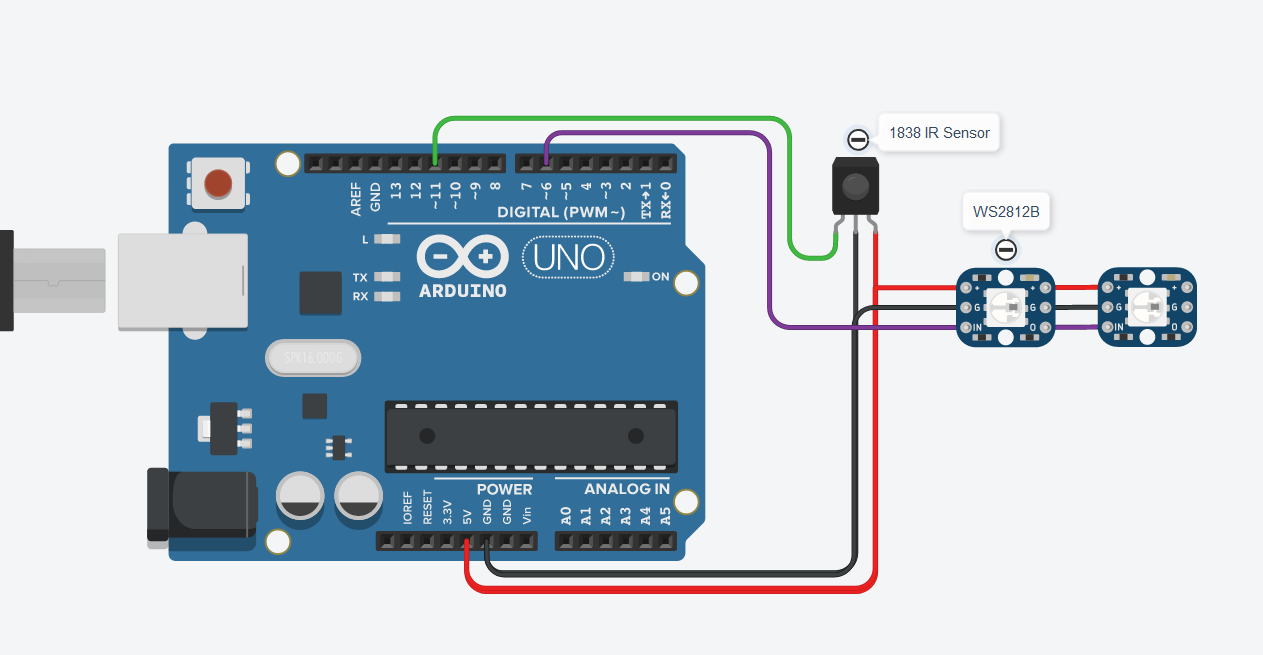 1838 IR Sensor
WS2812B
AREF
GND
13
12
~11
~10
~9
8
7
~6
~5
4
~3
2
TX→1
RX←0
DIGITAL (PWM~)
L
TX
RX
UNO
ARDUINO
ON
+
G
IN
+
G
O
+
G
IN
+
G
O
SPK16.000G
POWER
ANALOG IN
IOREF
RESET
3.3V
5V
GND
GND
Vin
A0
A1
A2
A3
A4
A5